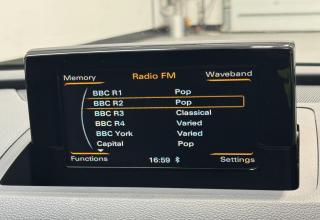 Memory Radio FM Waveband
BBC R1 Pop
BBC R2 Pop
BBC R3 Classical
BBC R4 Varied
BBC York Varied
Capital Pop
Functions 16:59 Settings